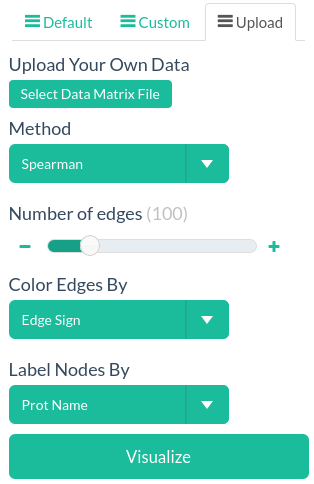 Default Custom Upload
Upload Your Own Data
Select Data Matrix File
Method
Spearman
Number of edges (100)
Color Edges By
Edge Sign
Label Nodes By
Prot Name
Visualize